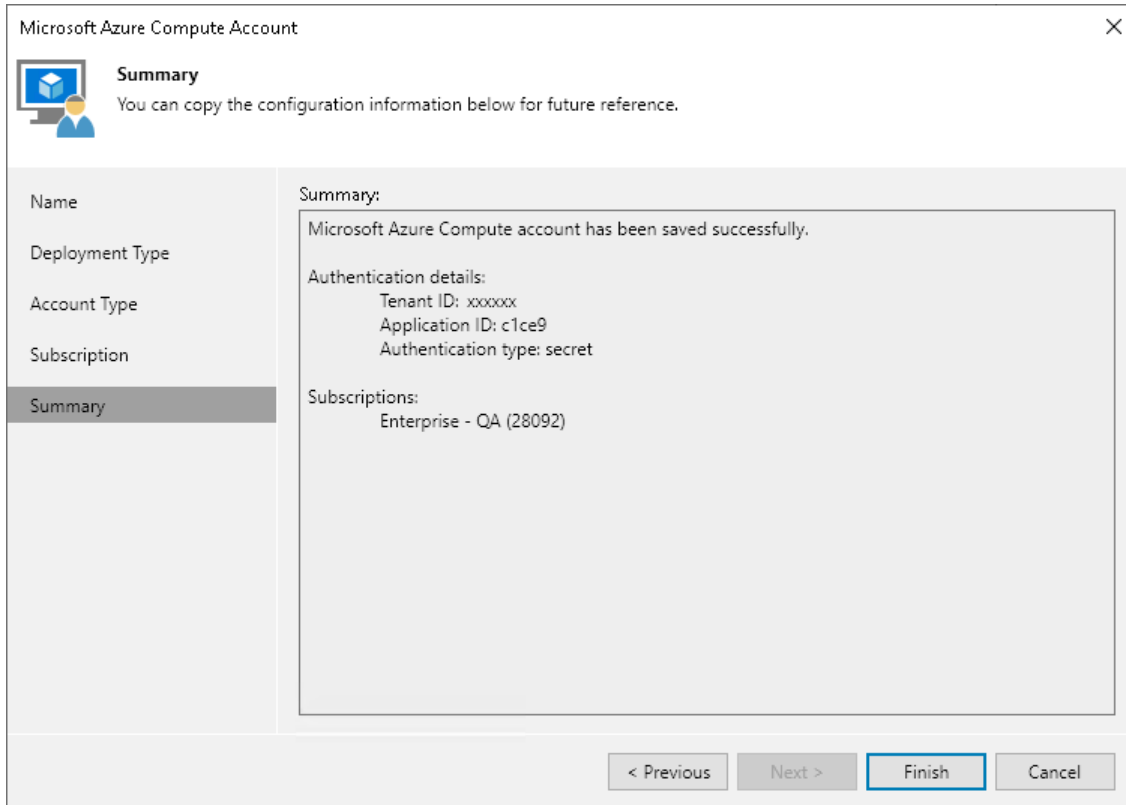 Microsoft Azure Compute Account
Summary
You can copy the configuration information below for future reference.
Name
Deployment Type
Account Type
Subscription
Summary
Summary:
Microsoft Azure Compute account has been saved successfully.
Authentication details:
Tenant ID: xxxxxx
Application ID: c1ce9
Authentication type: secret
Subscriptions:
Enterprise - QA (28092)
< Previous
Next >
Finish
Cancel